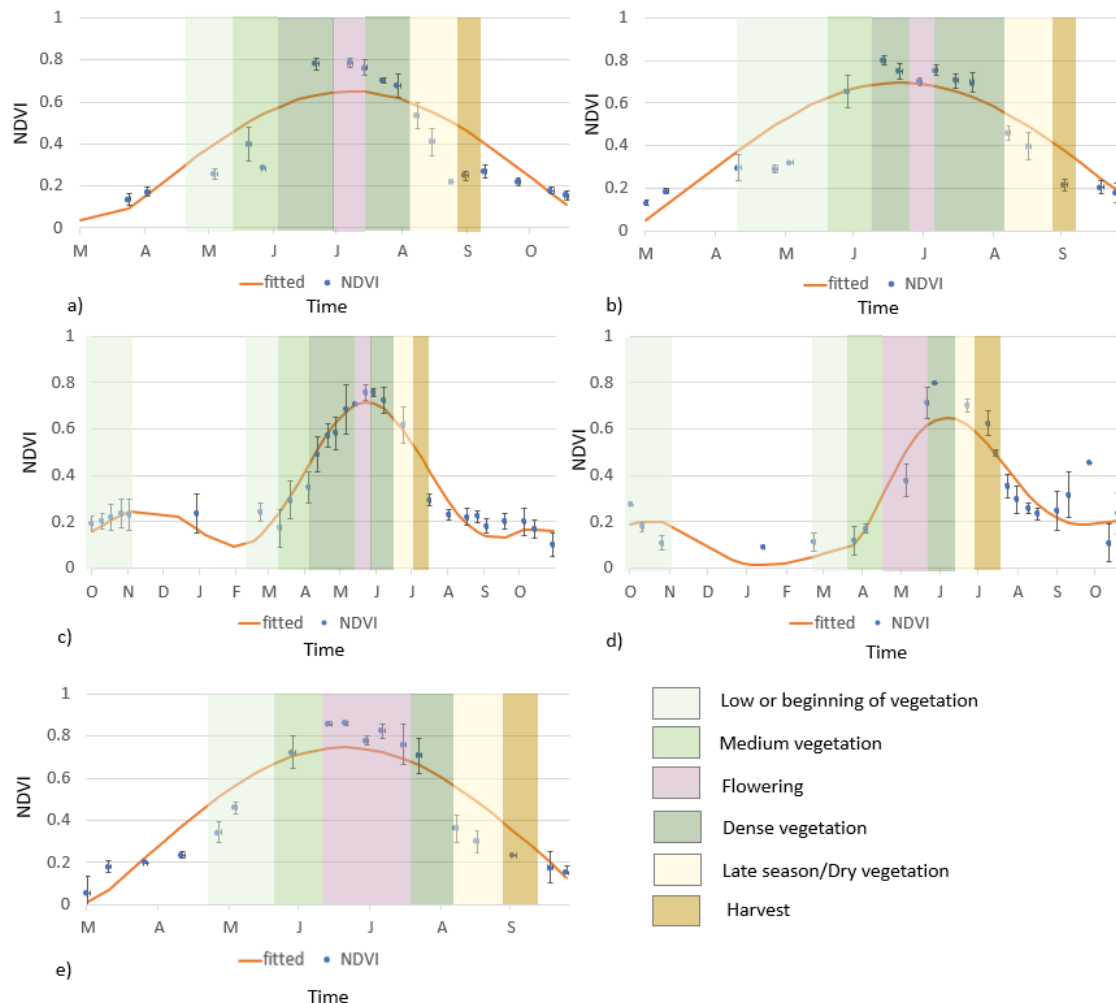 1
0.8
0.6
0.4
0.2
0
NDVI
M A M J J A S O
fitted NDVI
a)
Time
1
0.8
0.6
0.4
0.2
0
NDVI
M A M J J A S
fitted NDVI
b)
Time
1
0.8
0.6
0.4
0.2
0
NDVI
O N D J F M A M J J A S O
fitted NDVI
c)
Time
1
0.8
0.6
0.4
0.2
0
NDVI
O N D J F M A M J J A S O
fitted NDVI
d)
Time
1
0.8
0.6
0.4
0.2
0
NDVI
M A M J J A S
fitted NDVI
e)
Time
Low or beginning of vegetation
Medium vegetation
Flowering
Dense vegetation
Late season/Dry vegetation
Harvest